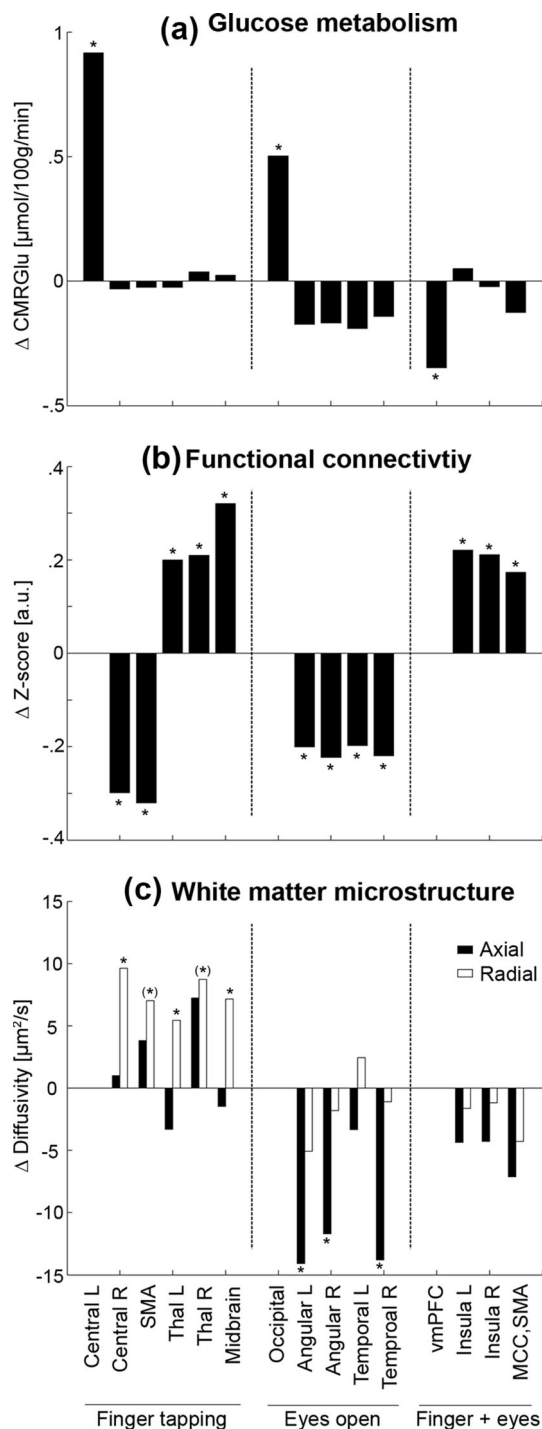 (a) Glucose metabolism
1
.5
0
-.5
Δ CMRGlu [µmol/100g/min]
*
*
*
(b) Functional connectivtiy
.2
0
-.2
-.4
Δ Z-score [a.u.]
* * * * *
* * * *
* * *
(c) White matter microstructure
15
10
5
0
-5
-10
-15
Δ Diffusivity [µm²/s]
Axial
Radial
* (*) * (*) *
* * *
Central L
Central R
SMA
Thal L
Thal R
Midbrain
Occipital
Angular L
Angular R
Temporal L
Temproal R
vmPFC
Insula L
Insula R
MCC,SMA
Finger tapping
Eyes open
Finger + eyes